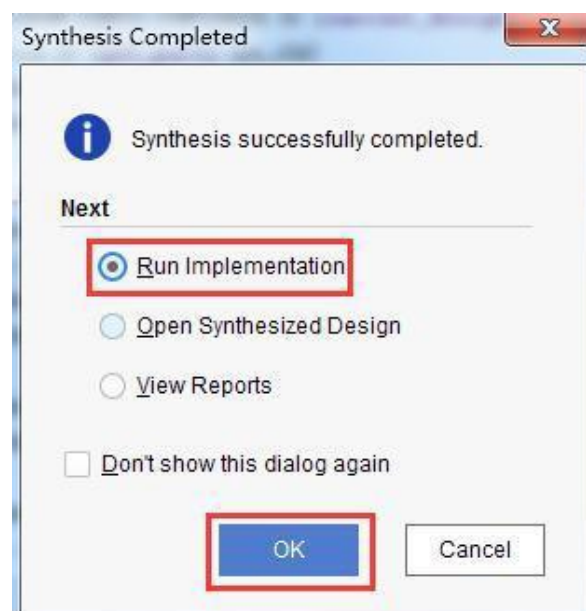 Synthesis Completed
Synthesis successfully completed.
Next
Run Implementation
Open Synthesized Design
View Reports
Don't show this dialog again
OK
Cancel